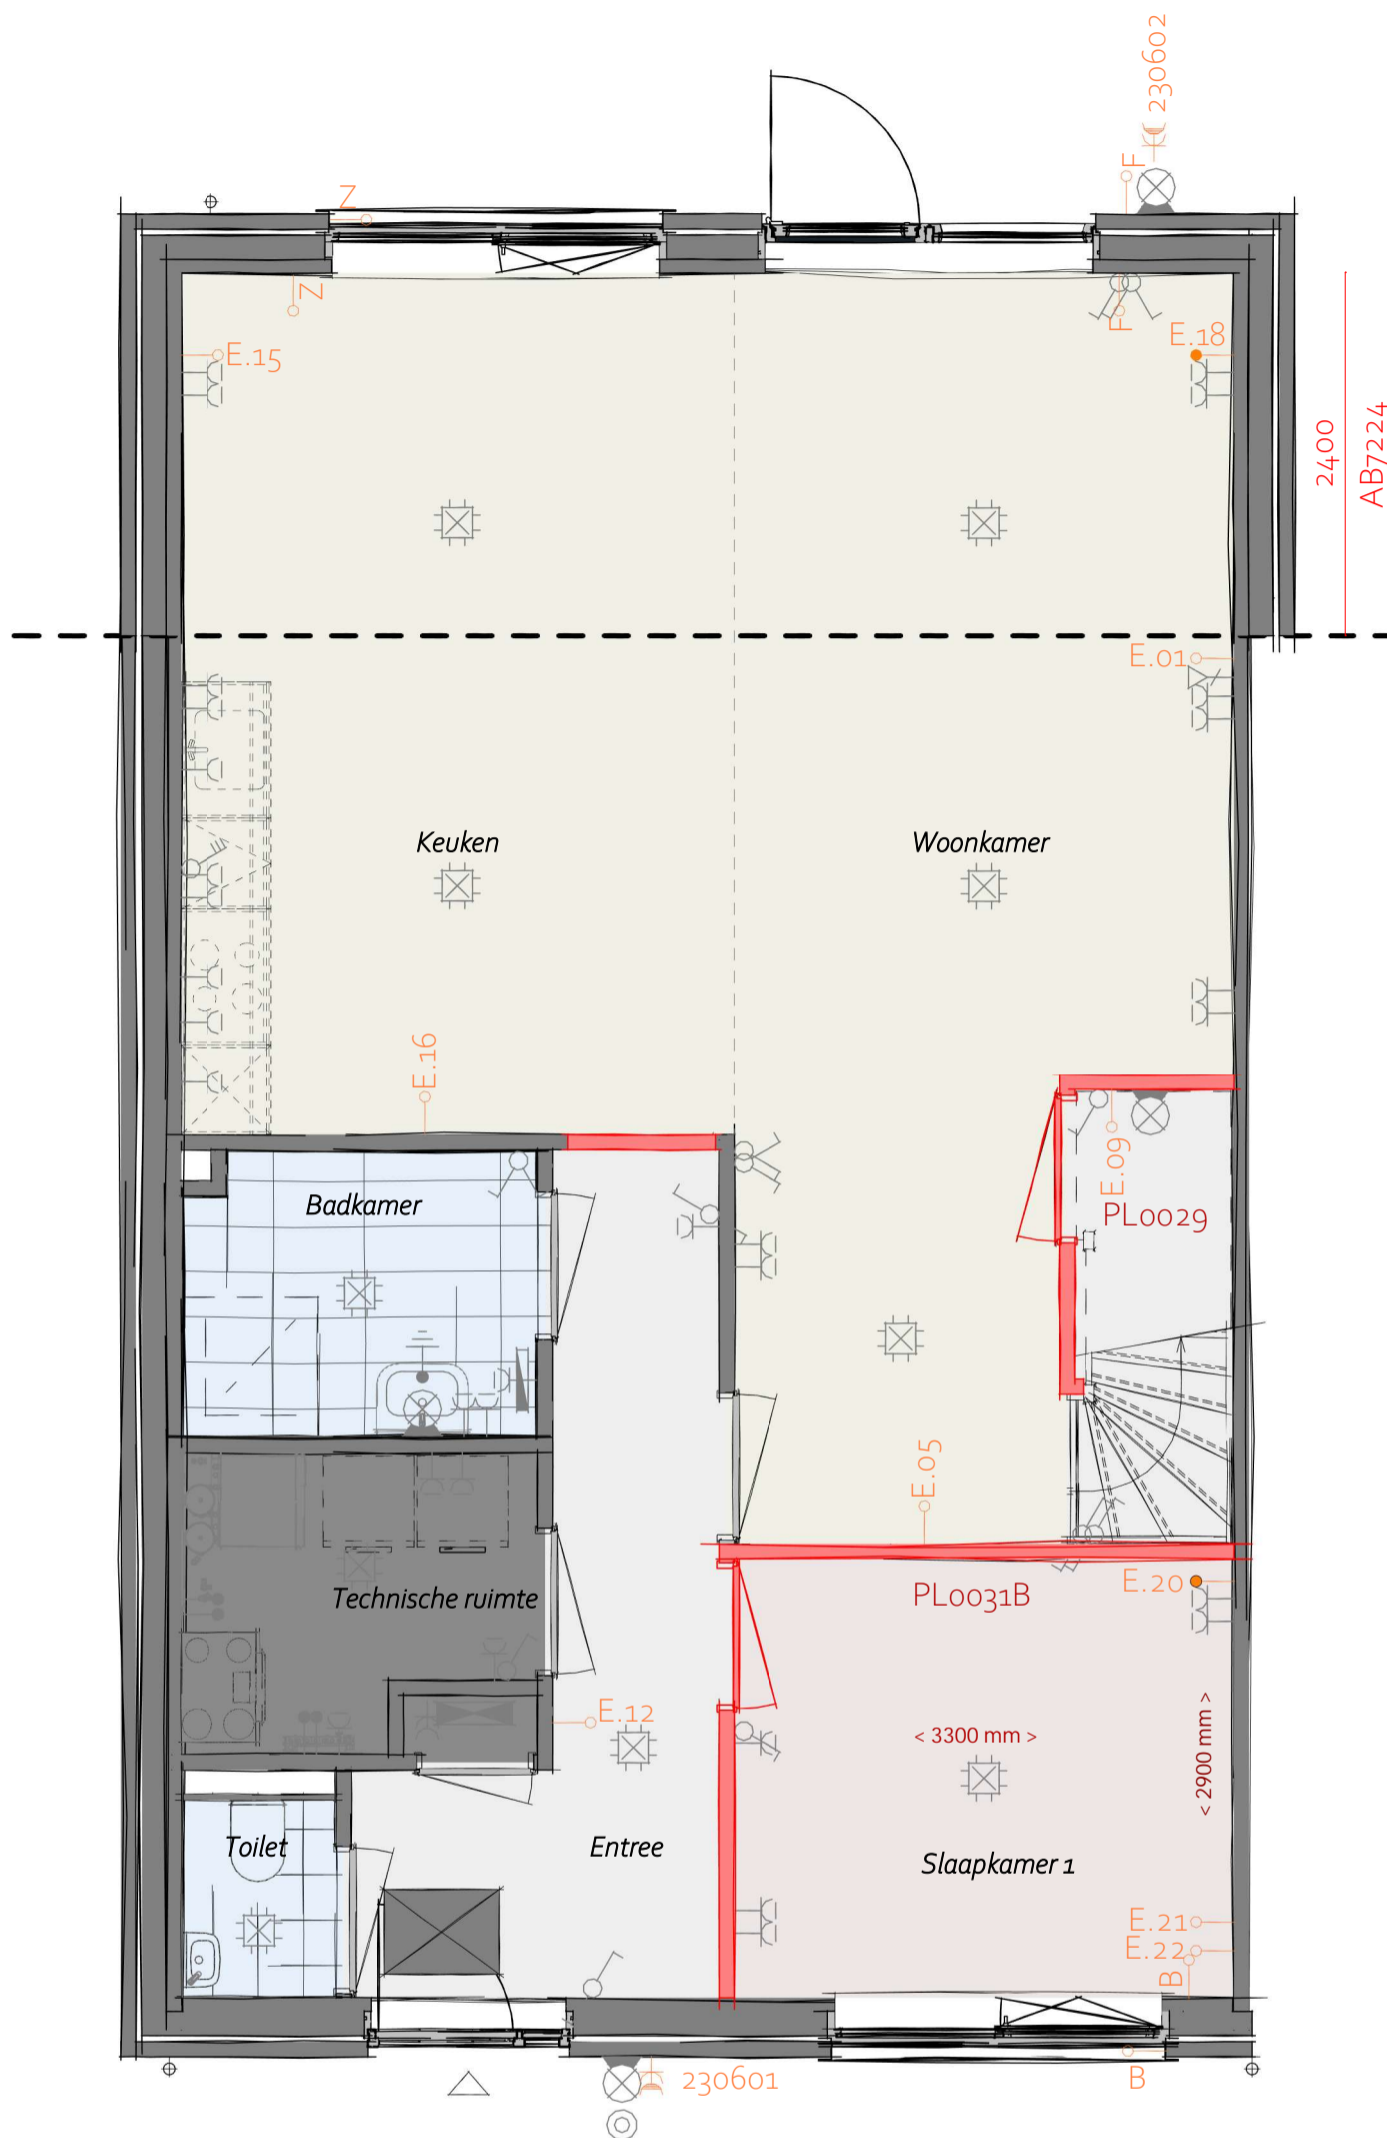 230602
F
Z
Z
F
E.15
E.18
2400
AB7224
E.01
Keuken
Woonkamer
E.16
E.09
Badkamer
PL0029
E.05
E.20
PL0031B
Technische ruimte
E.12
< 3300 mm >
< 2900 mm >
Toilet
Entree
Slaapkamer 1
E.21
E.22
B
230601
B